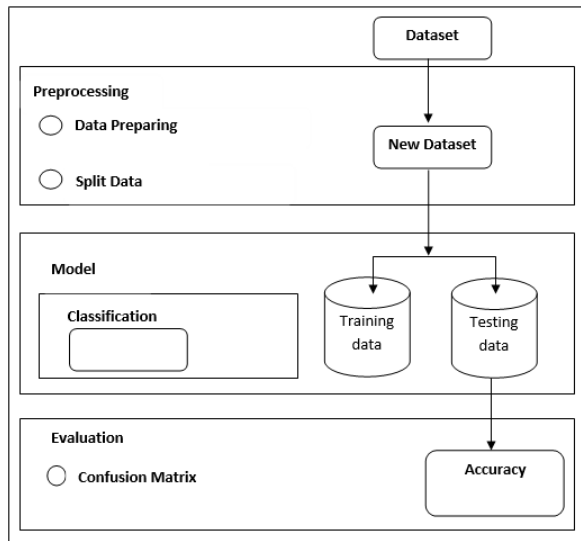 Dataset
Preprocessing
Data Preparing
New Dataset
Split Data
Model
Classification
Training
data
Testing
data
Evaluation
Confusion Matrix
Accuracy